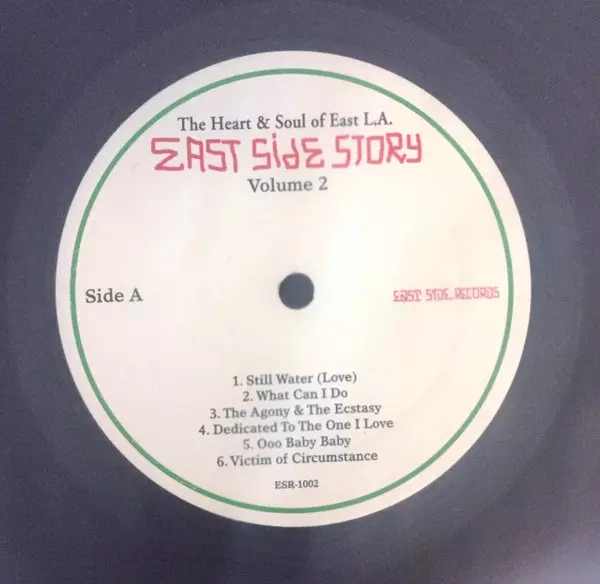 The Heart & Soul of East L.A.
EAST SidE STORY
Volume 2
Side A
EAST SIDE RECORDS
1. Still Water (Love)
2. What Can I Do
3. The Agony & The Ecstasy
4. Dedicated To The One I Love
5. Ooo Baby Baby
6. Victim of Circumstance
ESR-1002